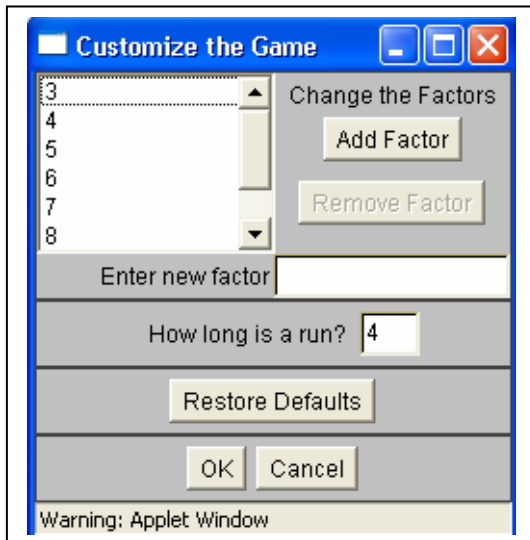 Customize the Game
3
4
5
6
7
8
Change the Factors
Add Factor
Remove Factor
Enter new factor
How long is a run? 4
Restore Defaults
OK Cancel
Warning: Applet Window